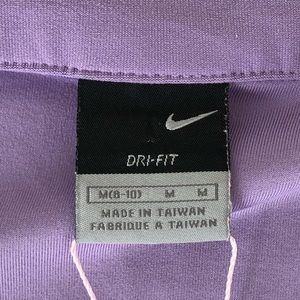 DRI-FIT
M(8-10) M M
MADE IN TAIWAN
FABRIQUE A TAIWAN